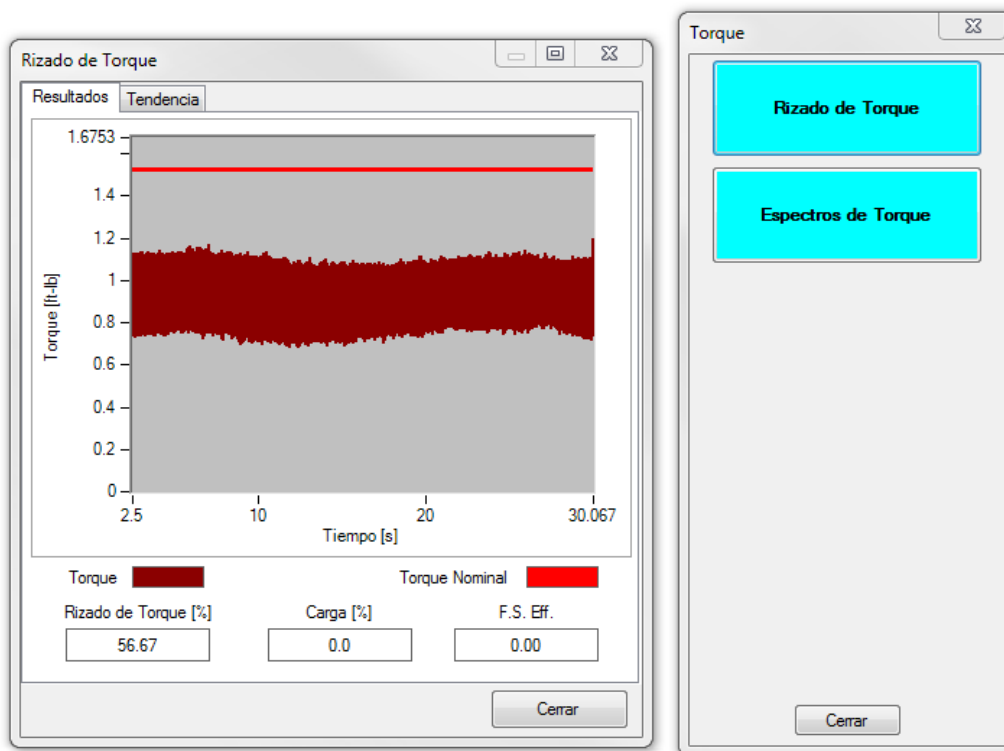 Rizado de Torque
Resultados
Tendencia
1.6753
1.4
1.2
1
0.8
0.6
0.4
0.2
0
Torque [ft-lb]
2.5
10
20
30.067
Tiempo [s]
Torque
Torque Nominal
Rizado de Torque [%]
Carga [%]
F.S. Eff.
56.67
0.0
0.00
Cerrar
Torque
Rizado de Torque
Espectros de Torque
Cerrar